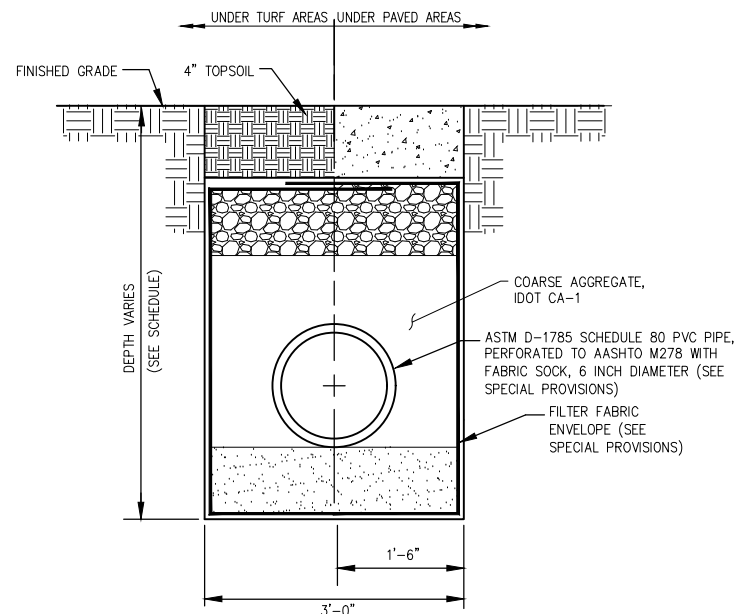 UNDER TURF AREAS
UNDER PAVED AREAS
FINISHED GRADE
4" TOPSOIL
DEPTH VARIES
(SEE SCHEDULE)
COARSE AGGREGATE,
IDOT CA-1
ASTM D-1785 SCHEDULE 80 PVC PIPE,
PERFORATED TO AASHTO M278 WITH
FABRIC SOCK, 6 INCH DIAMETER (SEE
SPECIAL PROVISIONS)
FILTER FABRIC
ENVELOPE (SEE
SPECIAL PROVISIONS)
1'-6"
3'-0"